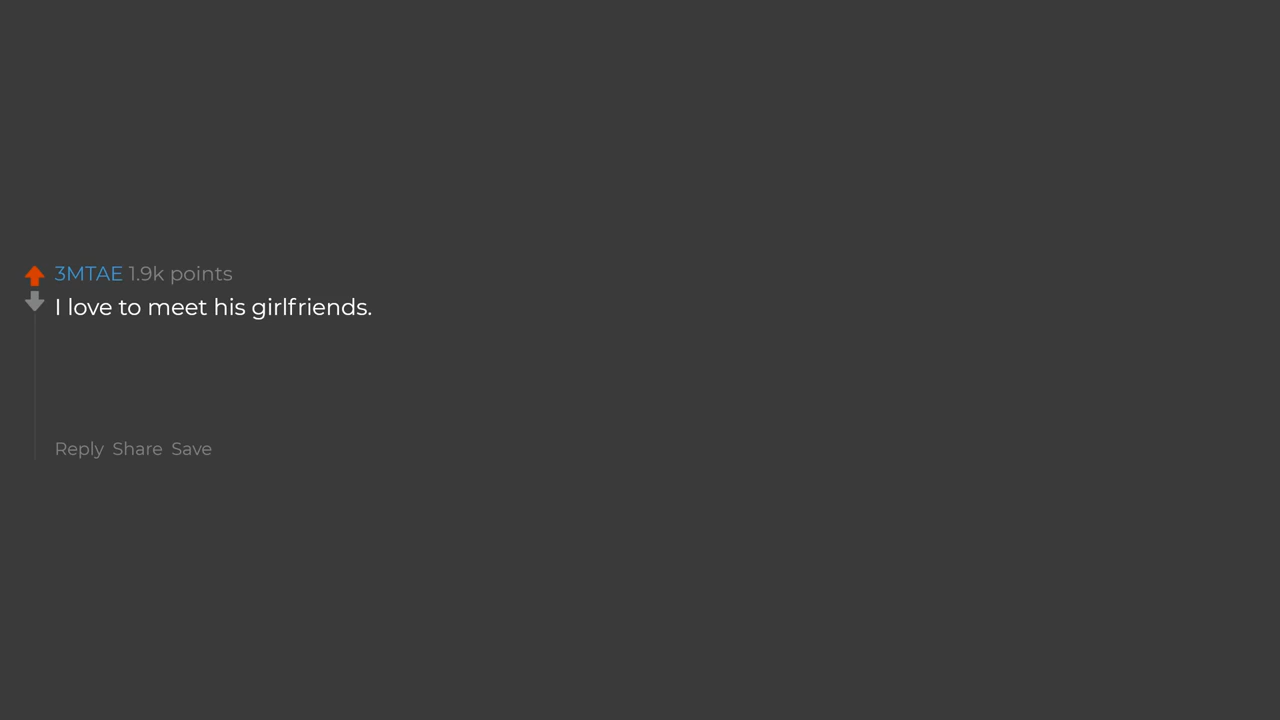 3MTAE 1.9k points
I love to meet his girlfriends.
Reply Share Save